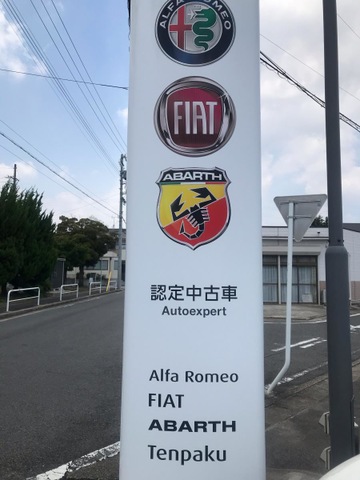 ALFA ROMEO
FIAT
ABARTH
認定中古車
Autoexpert
Alfa Romeo
FIAT
ABARTH
Tenpaku